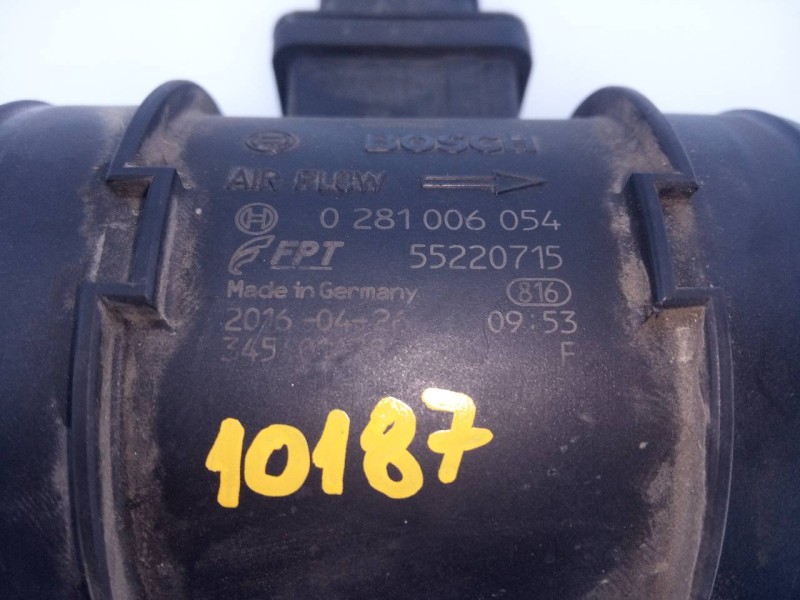 BOSCH
AIR FLOW
0 281 006 054
FPT 55220715
Made in Germany 816
2016-04-26 09:53
F
10187